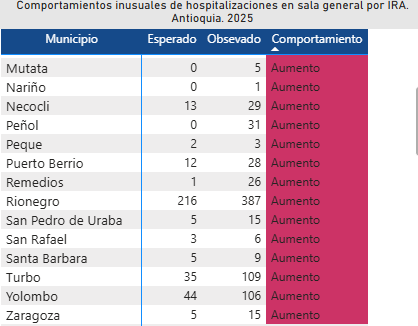 Comportamientos inusuales de hospitalizaciones en sala general por IRA.
Antioquia. 2025
Municipio Esperado Obsevado Comportamiento
Mutata 0 5 Aumento
Nariño 0 1 Aumento
Necocli 13 29 Aumento
Peñol 0 31 Aumento
Peque 2 3 Aumento
Puerto Berrio 12 28 Aumento
Remedios 1 26 Aumento
Rionegro 216 387 Aumento
San Pedro de Uraba 5 15 Aumento
San Rafael 3 6 Aumento
Santa Barbara 5 9 Aumento
Turbo 35 109 Aumento
Yolombo 44 106 Aumento
Zaragoza 5 15 Aumento